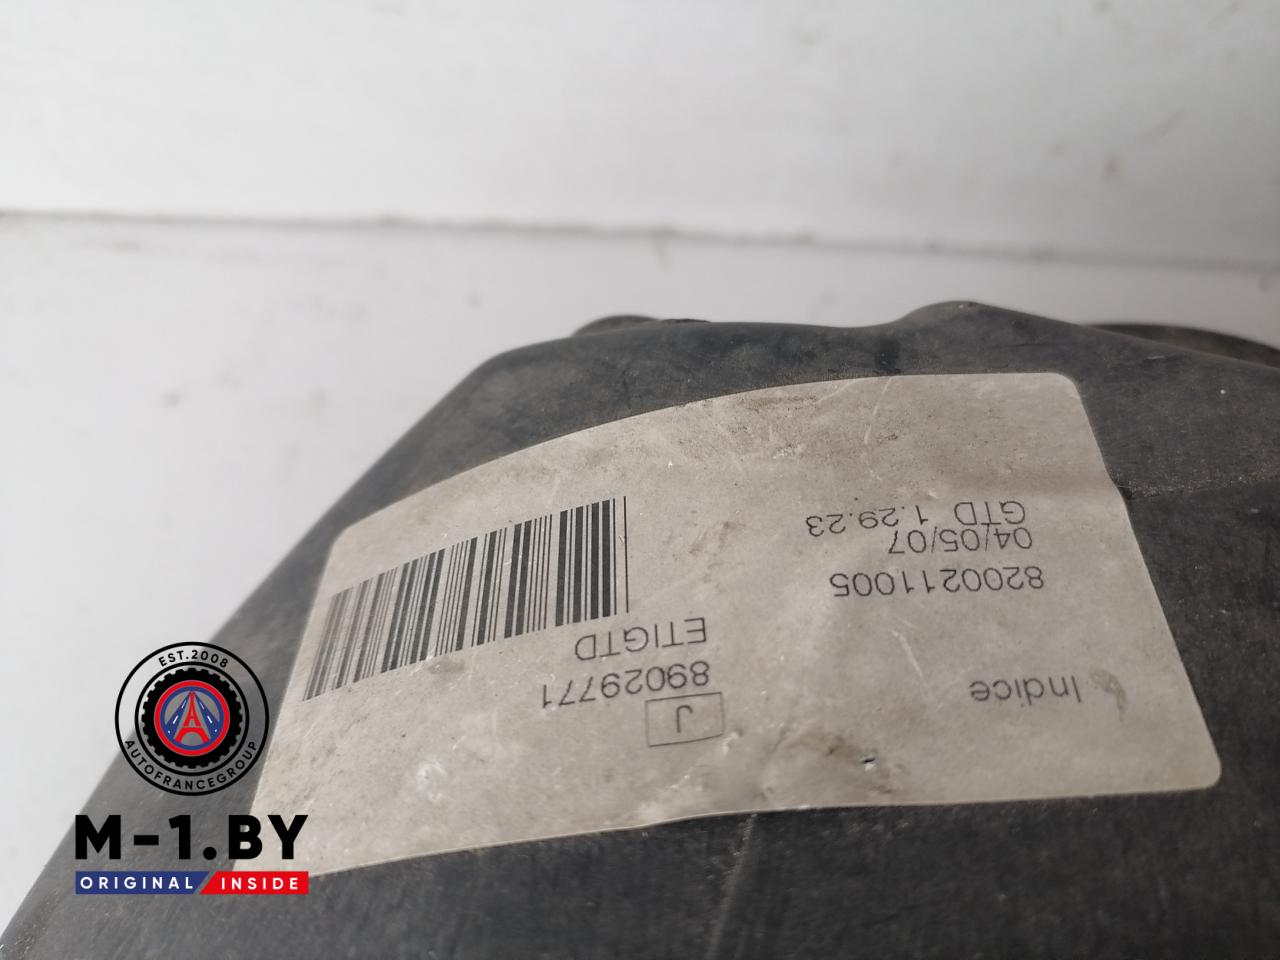 Indice
J
89029771
ETIGTD
8200211005
04/05/07
GTD 1.29.23
EST.2008
AUTOFRANCEGROUP
M-1.BY
ORIGINAL INSIDE